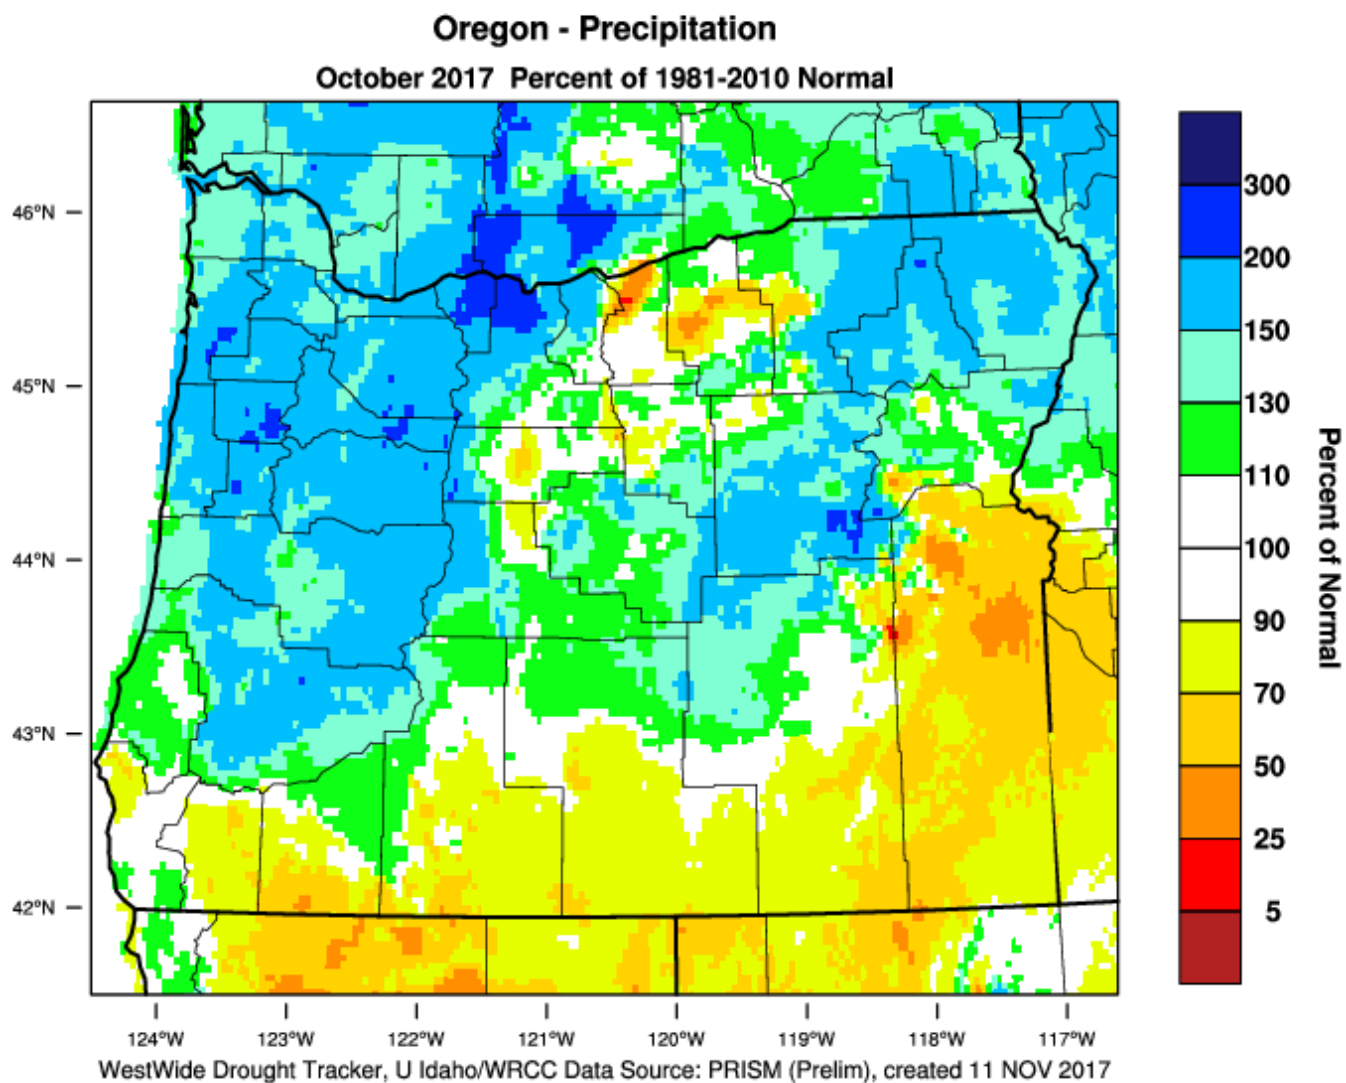 Oregon - Precipitation
October 2017 Percent of 1981-2010 Normal
46°N
45°N
44°N
43°N
42°N
124°W 123°W 122°W 121°W 120°W 119°W 118°W 117°W
300
200
150
130
110
100
90
70
50
25
5
Percent of Normal
WestWide Drought Tracker, U Idaho/WRCC Data Source: PRISM (Prelim), created 11 NOV 2017